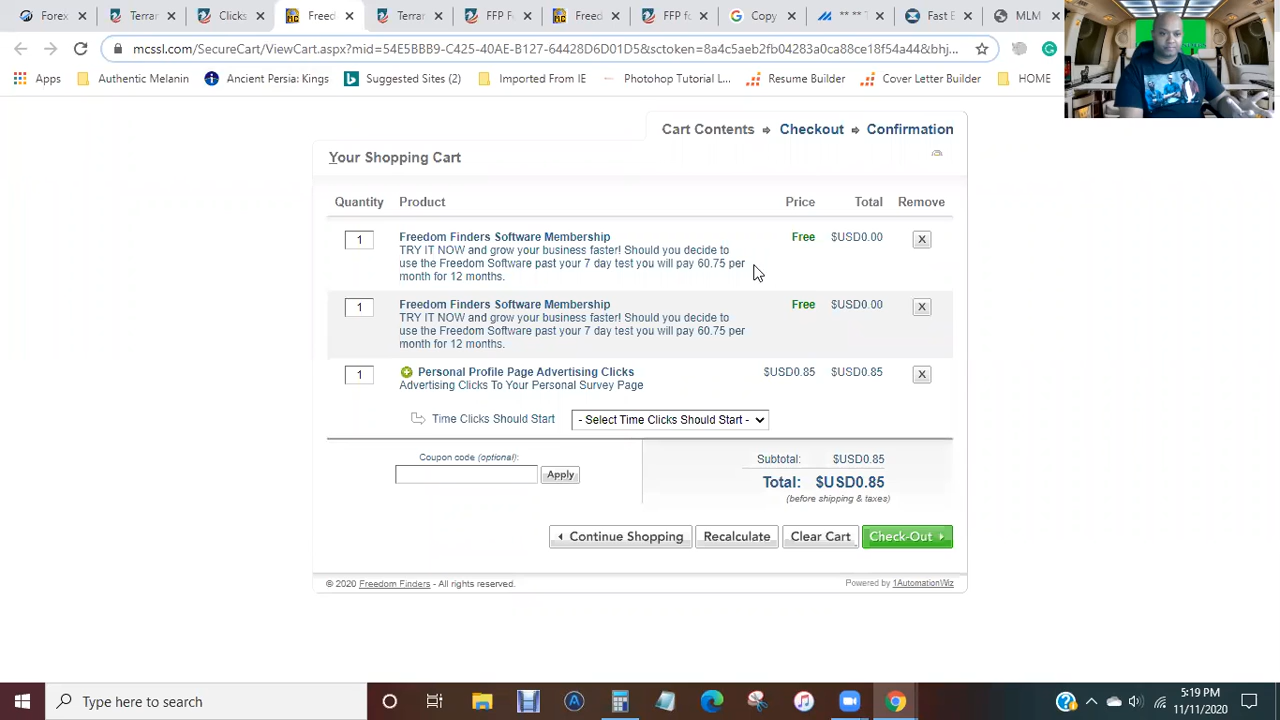 Forex
Terrar
Clicks
Freed
Terra
Freed
FFP fo
Copy
** **
Test E
MLM
mcssl.com/SecureCart/ViewCart.aspx?mid=54E5BBB9-C425-40AE-B127-64428D6D01D5&sctoken=8a4c5aeb2fb04283a0ca88ce18f54a44&bhj...
Apps
Authentic Melanin
Ancient Persia: Kings
Suggested Sites (2)
Imported From IE
Photohop Tutorial L...
Resume Builder
Cover Letter Builder
HOME
Cart Contents Checkout Confirmation
Your Shopping Cart
Quantity Product Price Total Remove
1 Freedom Finders Software Membership Free $USD0.00 X
TRY IT NOW and grow your business faster! Should you decide to
use the Freedom Software past your 7 day test you will pay 60.75 per
month for 12 months.
1 Freedom Finders Software Membership Free $USD0.00 X
TRY IT NOW and grow your business faster! Should you decide to
use the Freedom Software past your 7 day test you will pay 60.75 per
month for 12 months.
1 Personal Profile Page Advertising Clicks $USD0.85 $USD0.85 X
Advertising Clicks To Your Personal Survey Page
Time Clicks Should Start - Select Time Clicks Should Start -
Coupon code (optional):
Apply
Subtotal: $USD0.85
Total: $USD0.85
(before shipping & taxes)
Continue Shopping Recalculate Clear Cart Check-Out
© 2020 Freedom Finders - All rights reserved. Powered by 1AutomationWiz
Type here to search
5:19 PM
11/11/2020